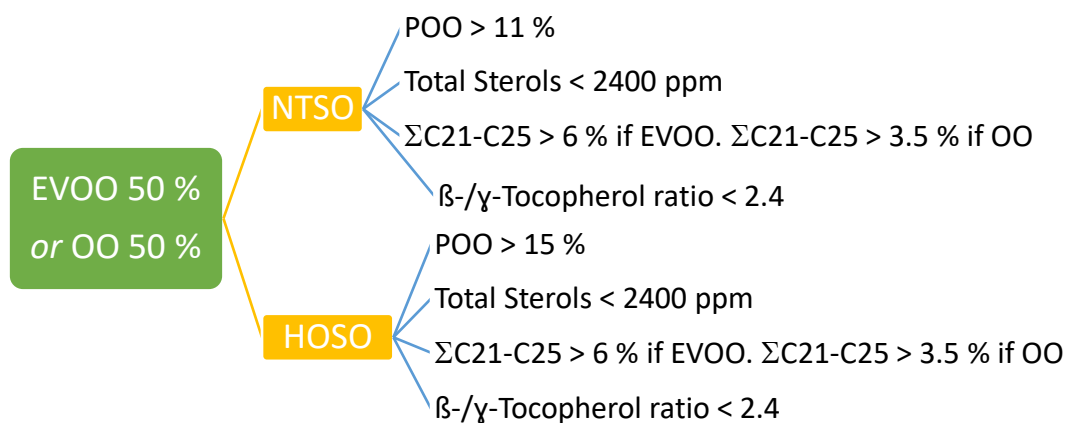 EVOO 50 %
or OO 50 %
NTSO
POO > 11 %
Total Sterols < 2400 ppm
ΣC21-C25 > 6 % if EVOO. ΣC21-C25 > 3.5 % if OO
ß-/ɣ-Tocopherol ratio < 2.4
HOSO
POO > 15 %
Total Sterols < 2400 ppm
ΣC21-C25 > 6 % if EVOO. ΣC21-C25 > 3.5 % if OO
ß-/ɣ-Tocopherol ratio < 2.4